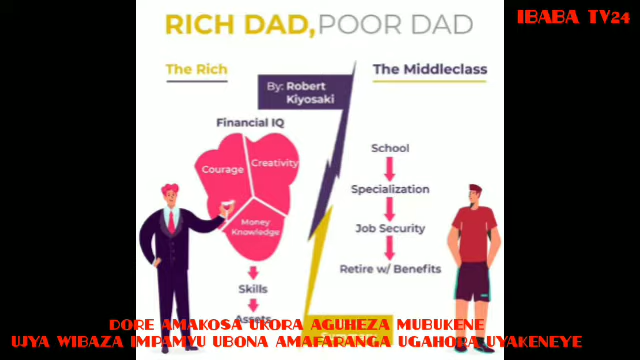 IBABA TV24
RICH DAD, POOR DAD
The Rich
By: Robert
Kiyosaki
The Middleclass
Financial IQ
Courage
Creativity
Money
Knowledge
Skills
Assets
School
Specialization
Job Security
Retire w/ Benefits
DORE AMAKOSA UKORA AGUHEZA MUBUKENE
UJYA WIBAZA IMPAMVU UBONA AMAFARANGA UGAHORA UYAKENEYE